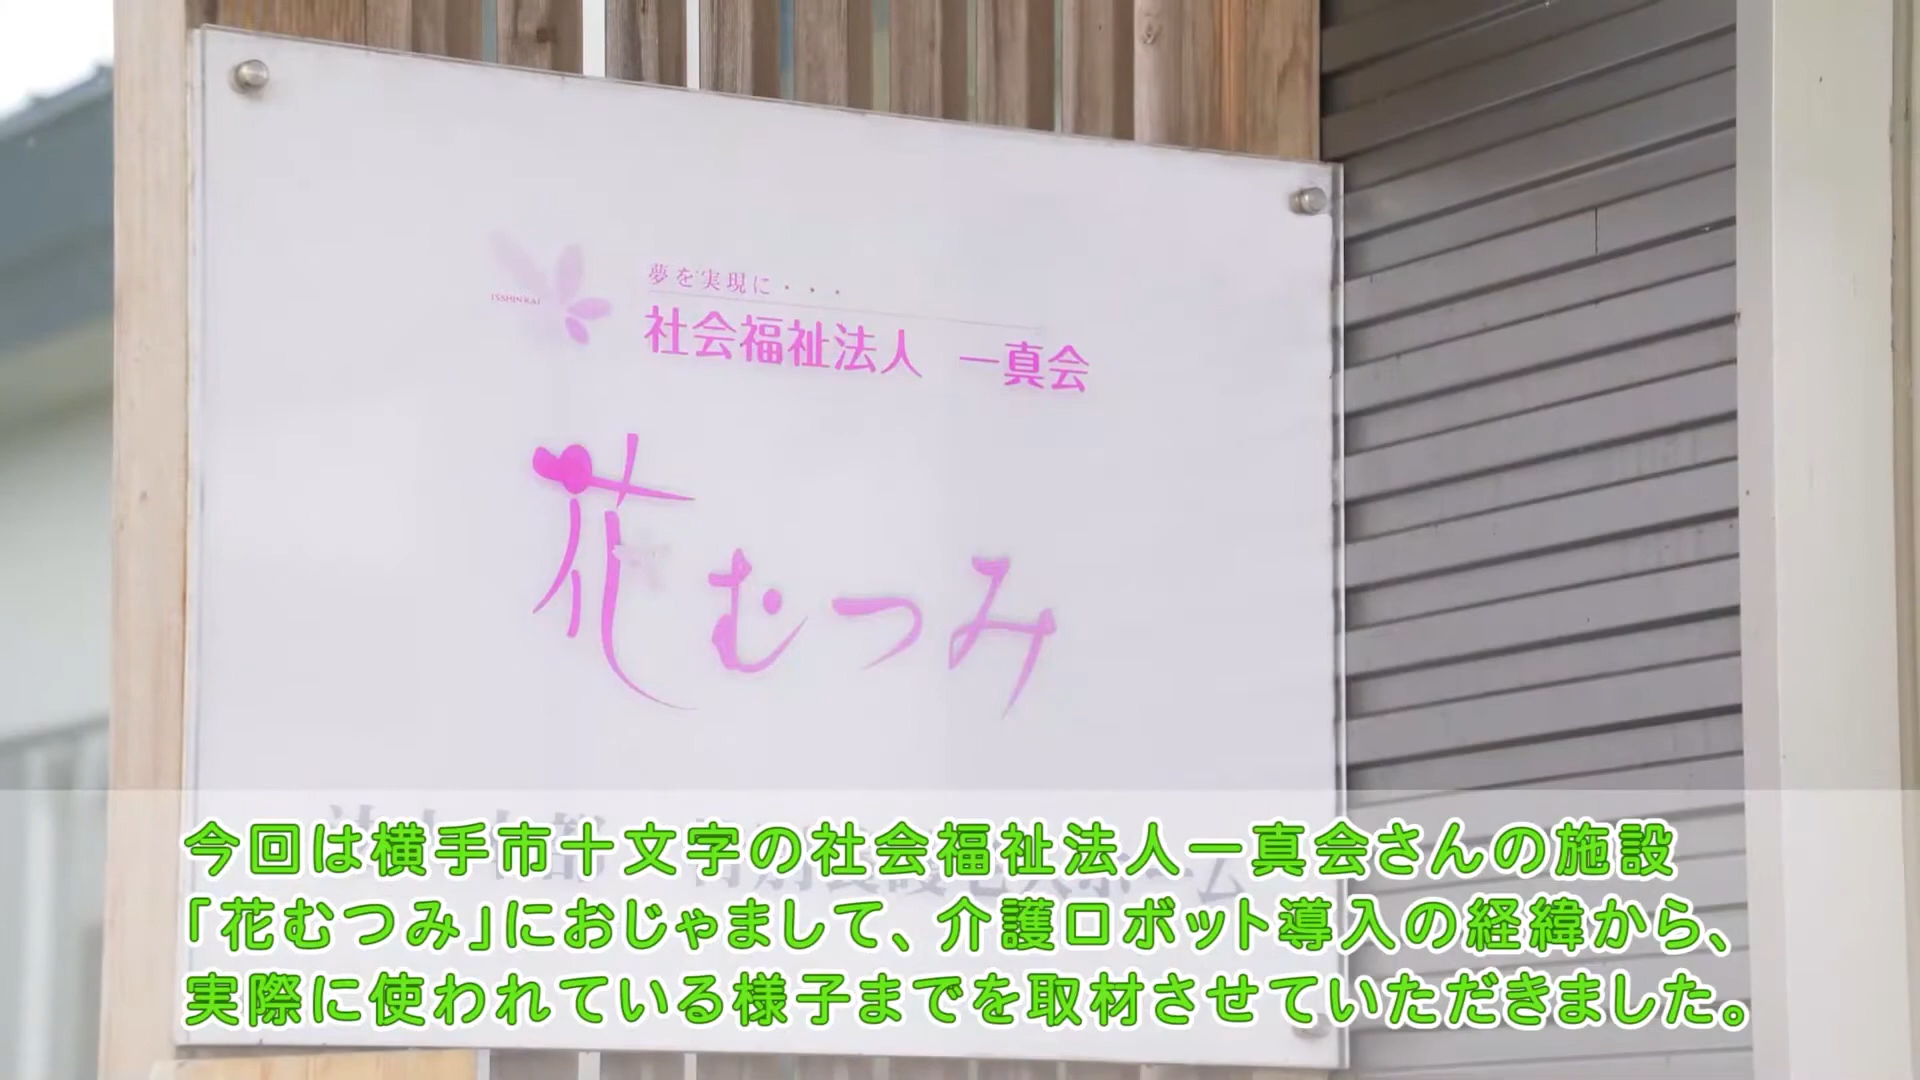 ISSHINKAI
夢を実現に・・・
社会福祉法人 一真会
花むつみ
今回は横手市十文字の社会福祉法人一真会さんの施設
「花むつみ」におじゃまして、介護ロボット導入の経緯から、
実際に使われている様子までを取材させていただきました。